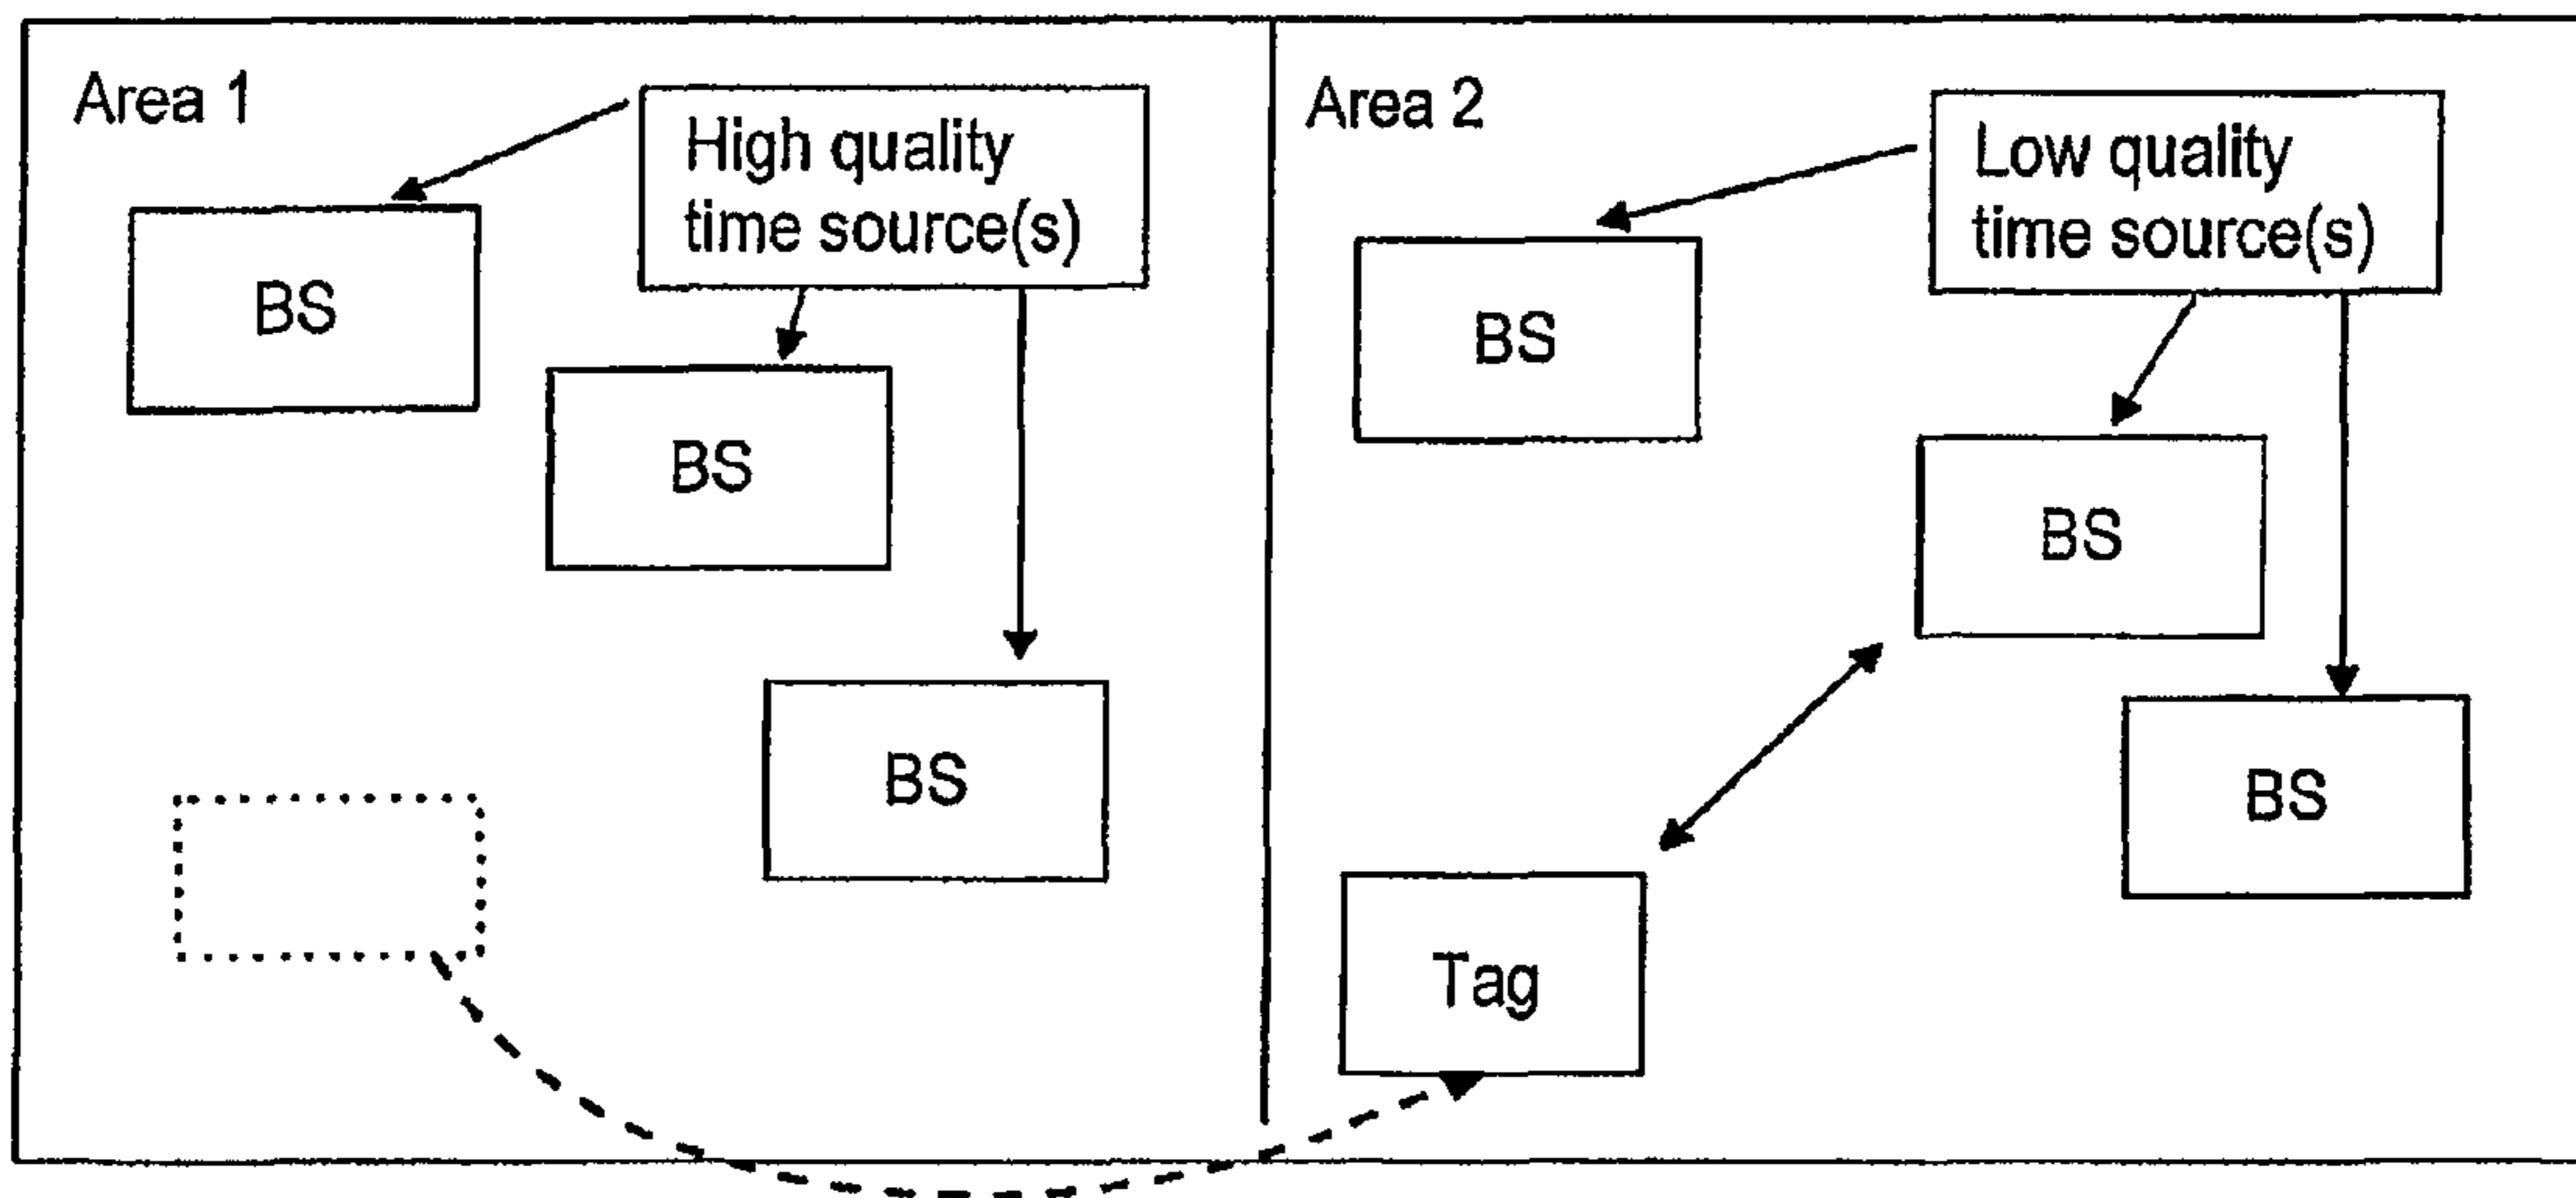 Area 1
High quality
time source(s)
BS
BS
BS
Area 2
Low quality
time source(s)
BS
BS
BS
Tag